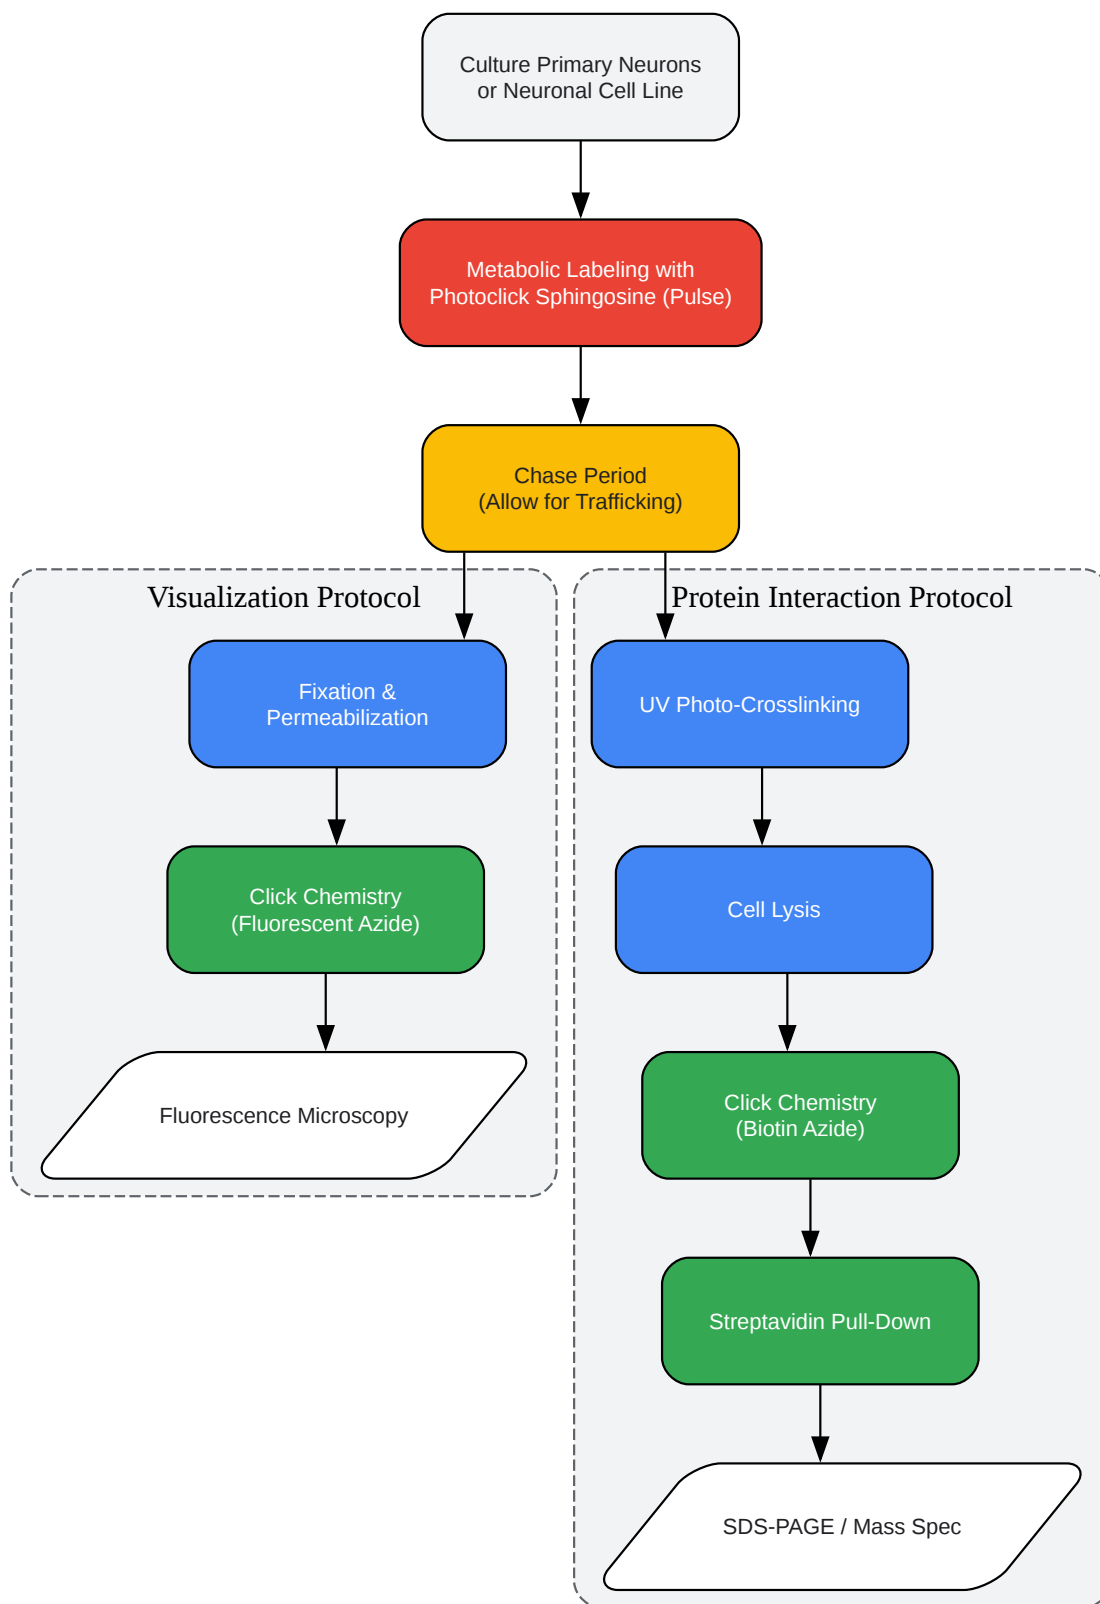 Culture Primary Neurons
or Neuronal Cell Line
Metabolic Labeling with
Photoclick Sphingosine (Pulse)
Chase Period
(Allow for Trafficking)
Visualization Protocol
Fixation &
Permeabilization
Click Chemistry
(Fluorescent Azide)
Fluorescence Microscopy
Protein Interaction Protocol
UV Photo-Crosslinking
Cell Lysis
Click Chemistry
(Biotin Azide)
Streptavidin Pull-Down
SDS-PAGE / Mass Spec